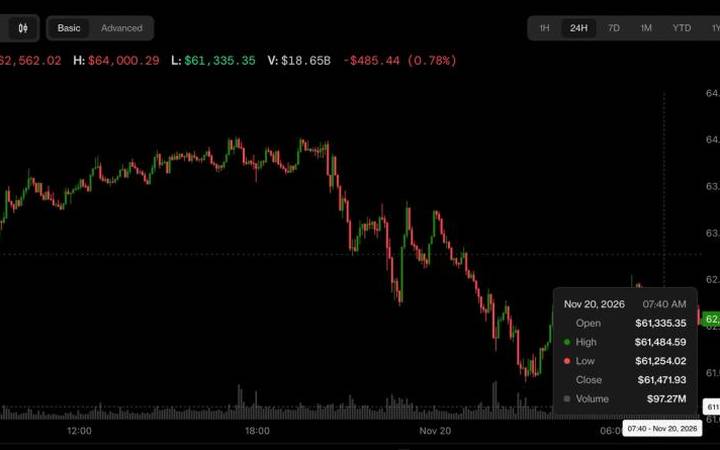 Basic Advanced 1H 24H 7D 1M YTD
H: $64,000.29 L: $61,335.35 V: $18.65B -$485.44 (0.78%)
Nov 20, 2026 07:40 AM
Open $61,335.35
High $61,484.59
Low $61,254.02
Close $61,471.93
Volume $97.27M
12:00 18:00 Nov 20
07:40 - Nov 20, 2026